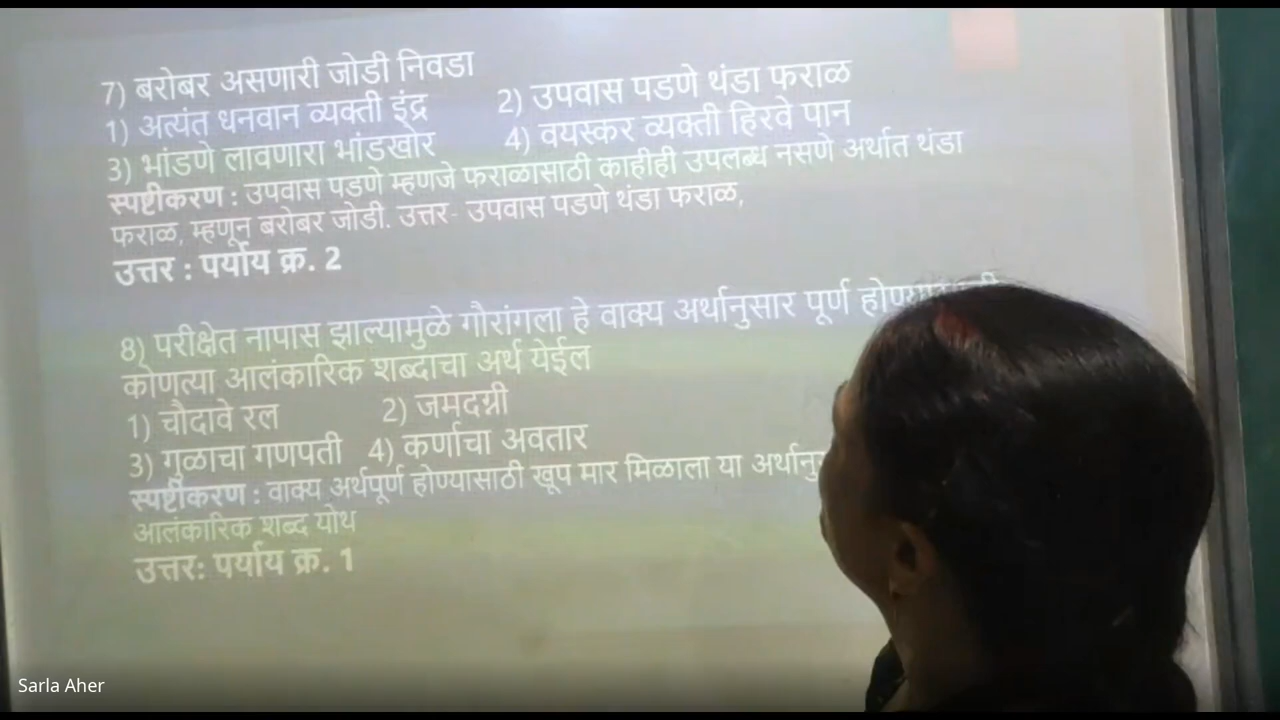 7) बरोबर असणारी जोडी निवडा
1) अत्यंत धनवान व्यक्ती इंद्र 2) उपवास पडणे थंडा फराळ
3) भांडणे लावणारा भांडखोर 4) वयस्कर व्यक्ती हिरवे पान
स्पष्टीकरण : उपवास पडणे म्हणजे फराळासाठी काहीही उपलब्ध नसणे अर्थात थंडा
फराळ, म्हणून बरोबर जोडी. उत्तर- उपवास पडणे थंडा फराळ,
उत्तर : पर्याय क्र. 2
8) परीक्षेत नापास झाल्यामुळे गौरांगला हे वाक्य अर्थानुसार पूर्ण
कोणत्या आलंकारिक शब्दाचा अर्थ येईल
1) चौदावे रत्न 2) जमदग्नी
3) गुळाचा गणपती 4) कर्णाचा अवतार
स्पष्टीकरण : वाक्य अर्थपूर्ण होण्यासाठी खूप मार मिळाला या
आलंकारिक शब्द योथ
उत्तर: पर्याय क्र. 1
Sarla Aher